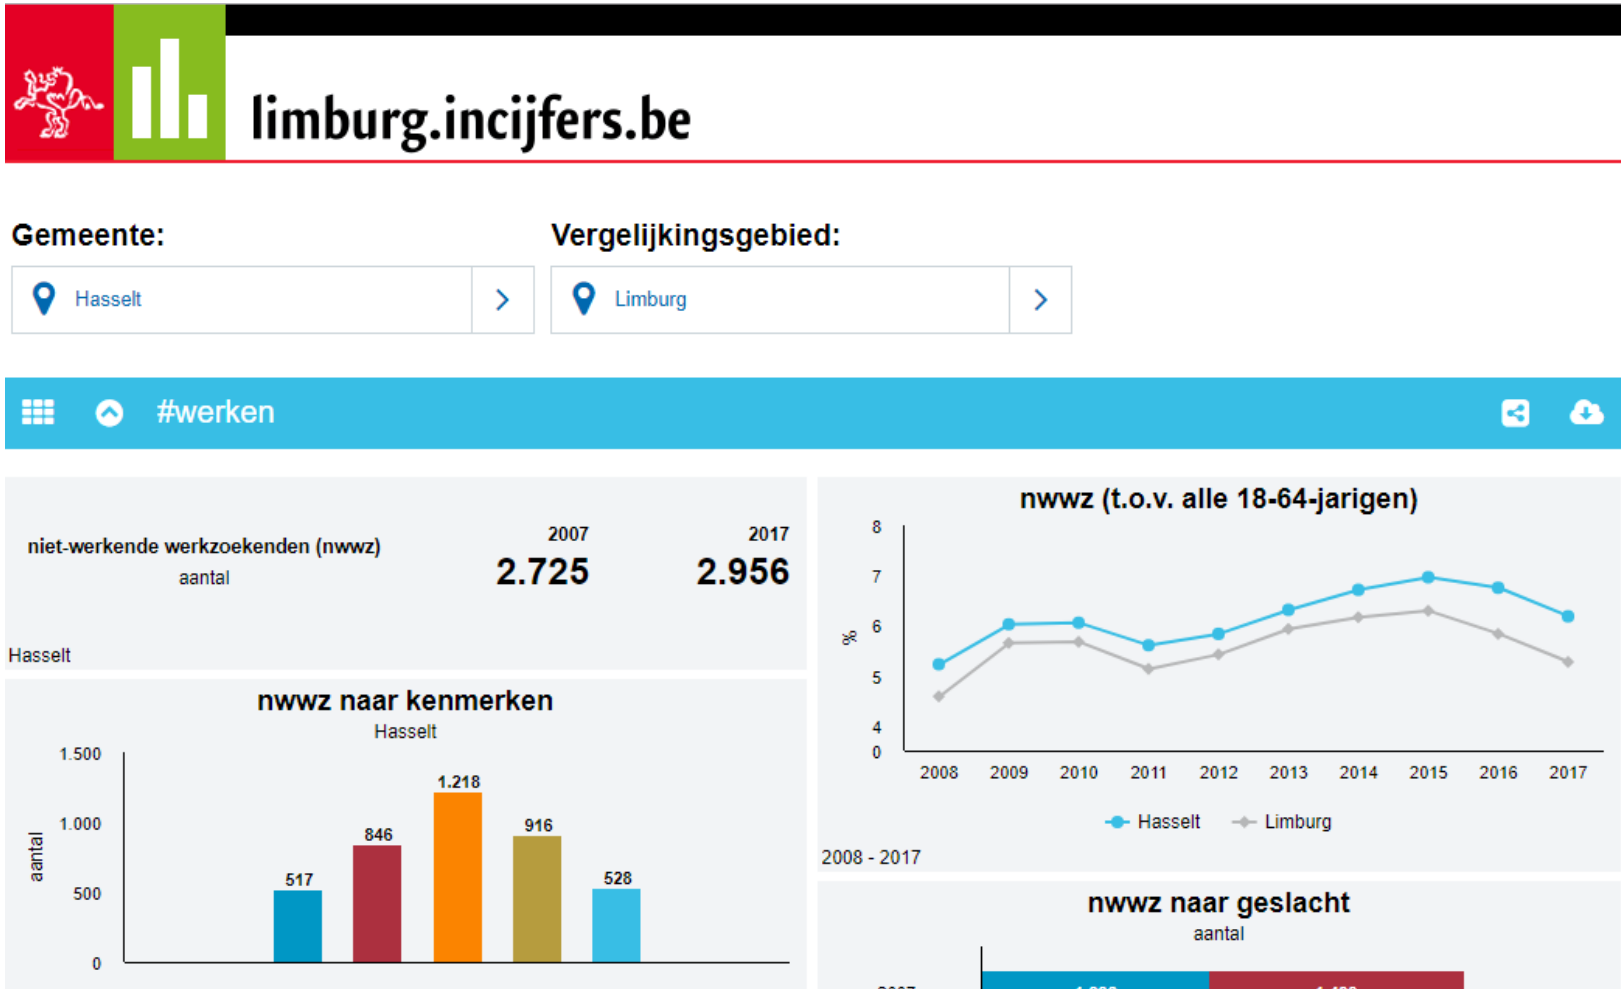 limburg.incijfers.be
Gemeente:
Hasselt
Vergelijkingsgebied:
Limburg
#werken
niet-werkende werkzoekenden (nwwz)
aantal
2007
2.725
2017
2.956
Hasselt
nwwz (t.o.v. alle 18-64-jarigen)
8
7
6
5
4
0
%
2008 2009 2010 2011 2012 2013 2014 2015 2016 2017
Hasselt Limburg
2008 - 2017
nwwz naar kenmerken
Hasselt
1.500
1.000
500
0
aantal
517 846 1.218 916 528
nwwz naar geslacht
aantal